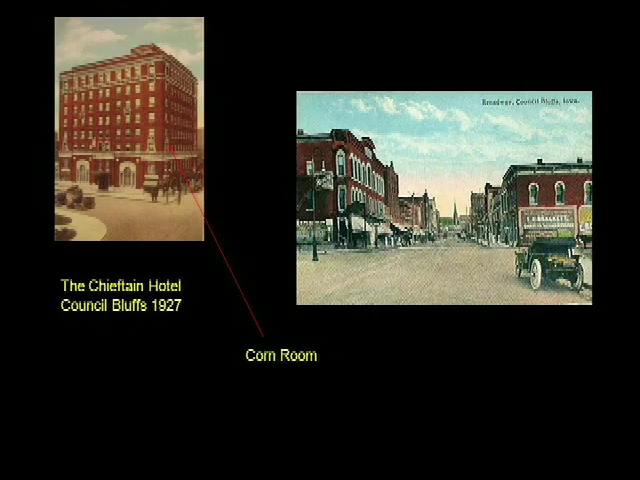 Broadway, Council Bluffs, Iowa.
The Chieftain Hotel
Council Bluffs 1927
Corn Room